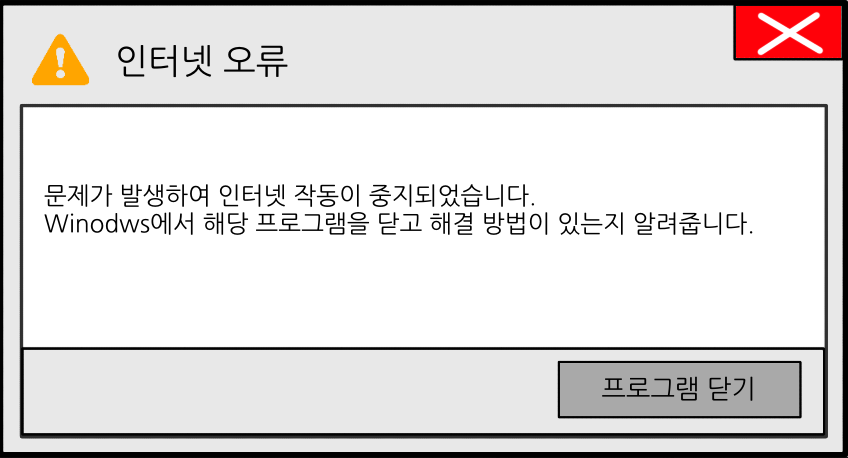 인터넷 오류
문제가 발생하여 인터넷 작동이 중지되었습니다.
Winodws에서 해당 프로그램을 닫고 해결 방법이 있는지 알려줍니다.
프로그램 닫기